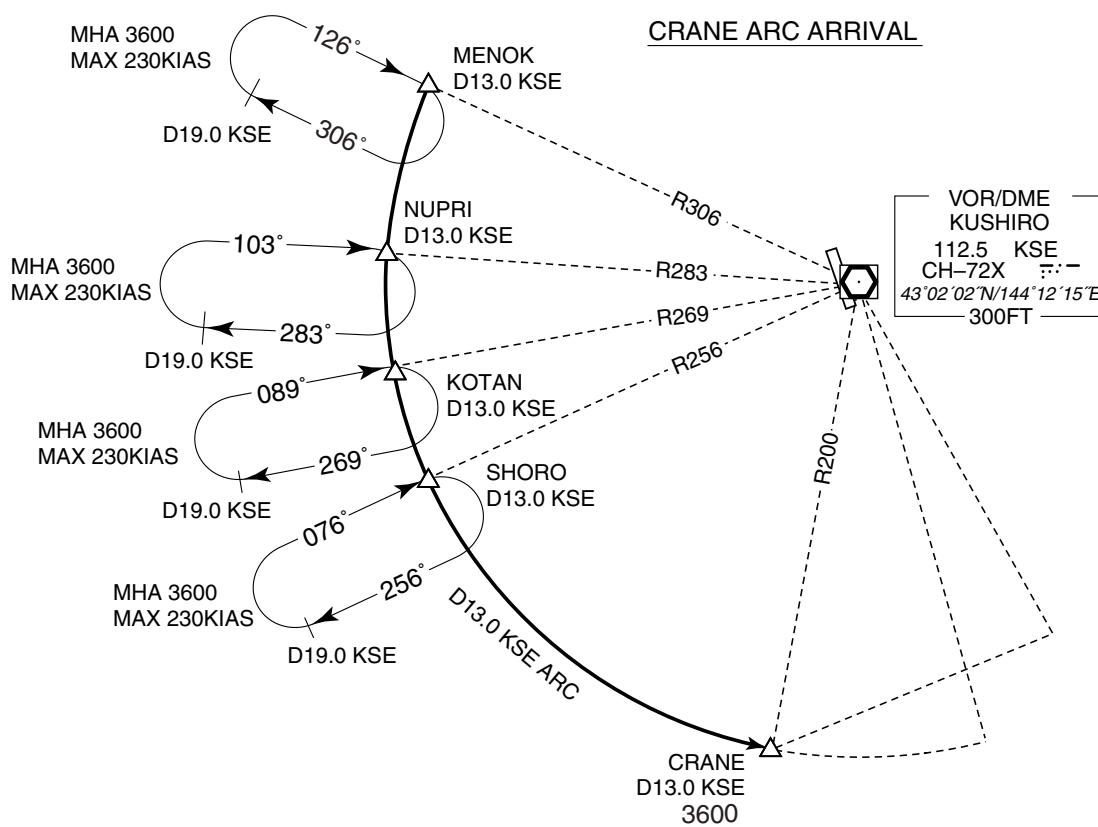 CRANE ARC ARRIVAL
MHA 3600
MAX 230KIAS
126°
MENOK
D13.0 KSE
D19.0 KSE
306°
R306
VOR/DME
KUSHIRO
112.5 KSE
CH–72X
43°02´02˝N/144°12´15˝E
300FT
NUPRI
D13.0 KSE
103°
MHA 3600
MAX 230KIAS
283°
D19.0 KSE
R283
R269
R256
089°
KOTAN
D13.0 KSE
MHA 3600
MAX 230KIAS
269°
D19.0 KSE
SHORO
D13.0 KSE
076°
MHA 3600
MAX 230KIAS
256°
D19.0 KSE
R200
D13.0 KSE ARC
CRANE
D13.0 KSE
3600